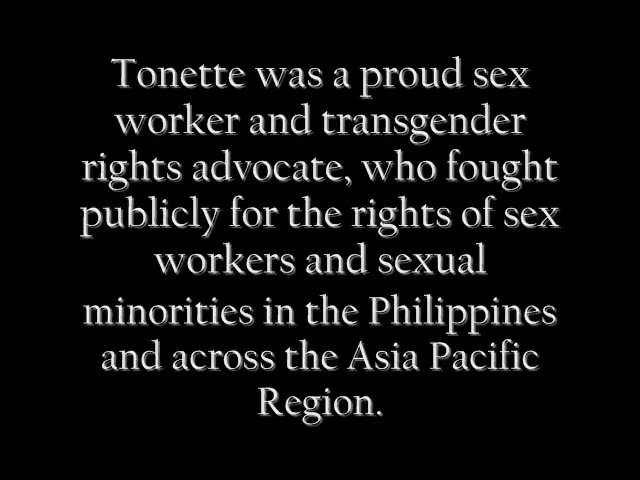 Tonette was a proud sex
worker and transgender
rights advocate, who fought
publicly for the rights of sex
workers and sexual
minorities in the Philippines
and across the Asia Pacific
Region.